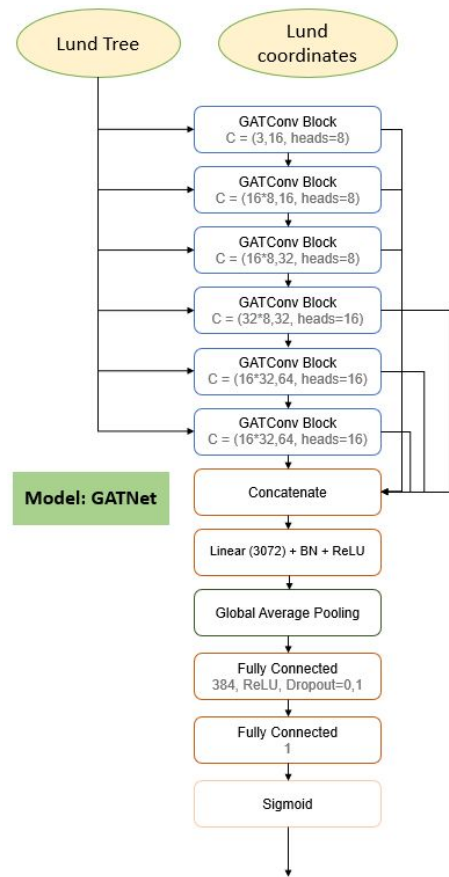 Lund Tree
Lund
coordinates
GATConv Block
C = (3,16, heads=8)
GATConv Block
C = (16*8,16, heads=8)
GATConv Block
C = (16*8,32, heads=8)
GATConv Block
C = (32*8,32, heads=16)
GATConv Block
C = (16*32,64, heads=16)
GATConv Block
C = (16*32,64, heads=16)
Model: GATNet
Concatenate
Linear (3072) + BN + ReLU
Global Average Pooling
Fully Connected
384, ReLU, Dropout=0,1
Fully Connected
1
Sigmoid